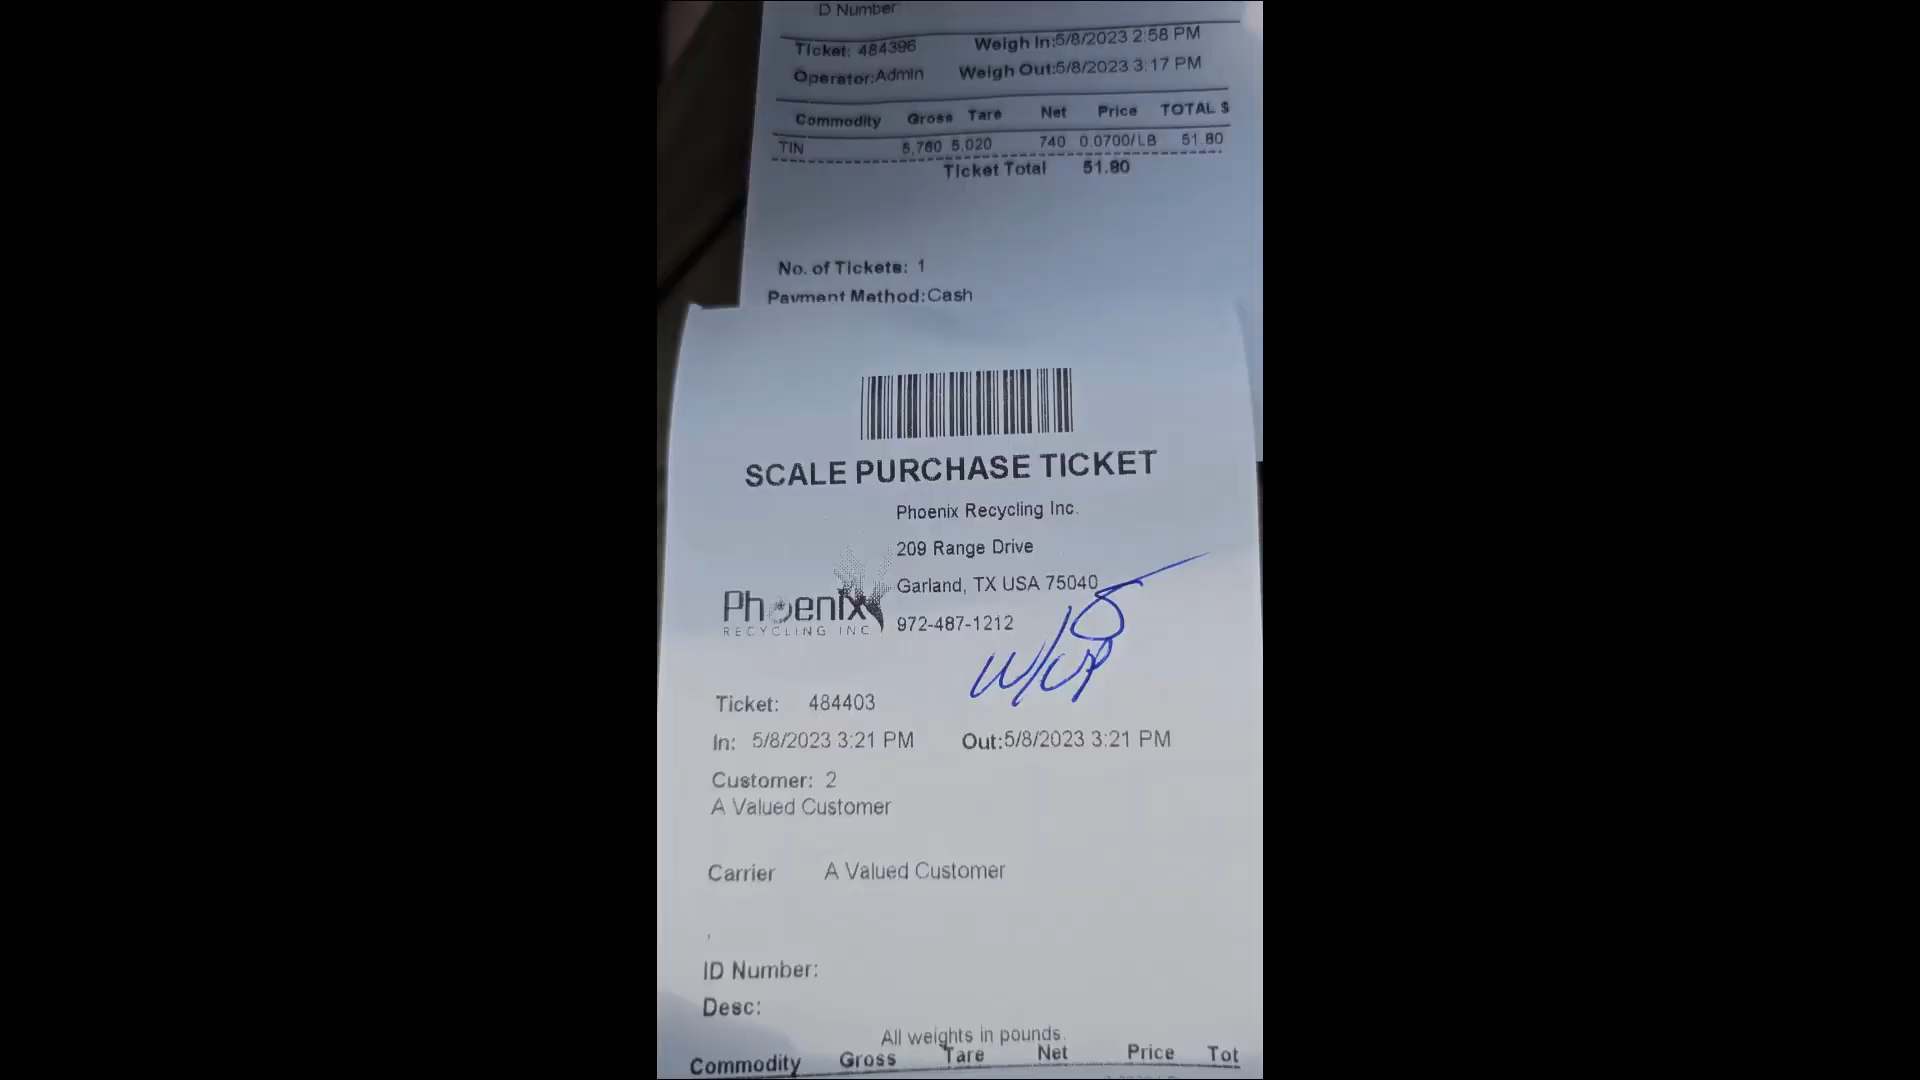 D Number
Ticket: 484396 Weigh In:5/8/2023 2:58 PM
Operator:Admin Weigh Out:5/8/2023 3:17 PM
Commodity Gross Tare Net Price TOTAL $
TIN 5,760 5,020 740 0.0700/LB 51.80
Ticket Total 51.80
No. of Tickets: 1
Payment Method:Cash
SCALE PURCHASE TICKET
Phoenix Recycling Inc.
209 Range Drive
Garland, TX USA 75040
Phoenix
RECYCLING INC
972-487-1212
Ticket: 484403
In: 5/8/2023 3:21 PM Out:5/8/2023 3:21 PM
Customer: 2
A Valued Customer
Carrier A Valued Customer
,
ID Number:
Desc:
All weights in pounds.
Commodity Gross Tare Net Price Tot